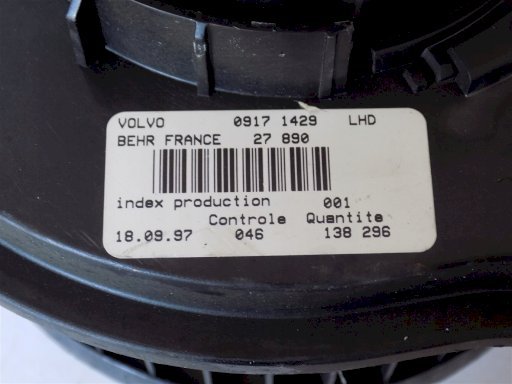 VOLVO 0917 1429 LHD
BEHR FRANCE 27 890
index production 001
Controle Quantite
18.09.97 046 138 296